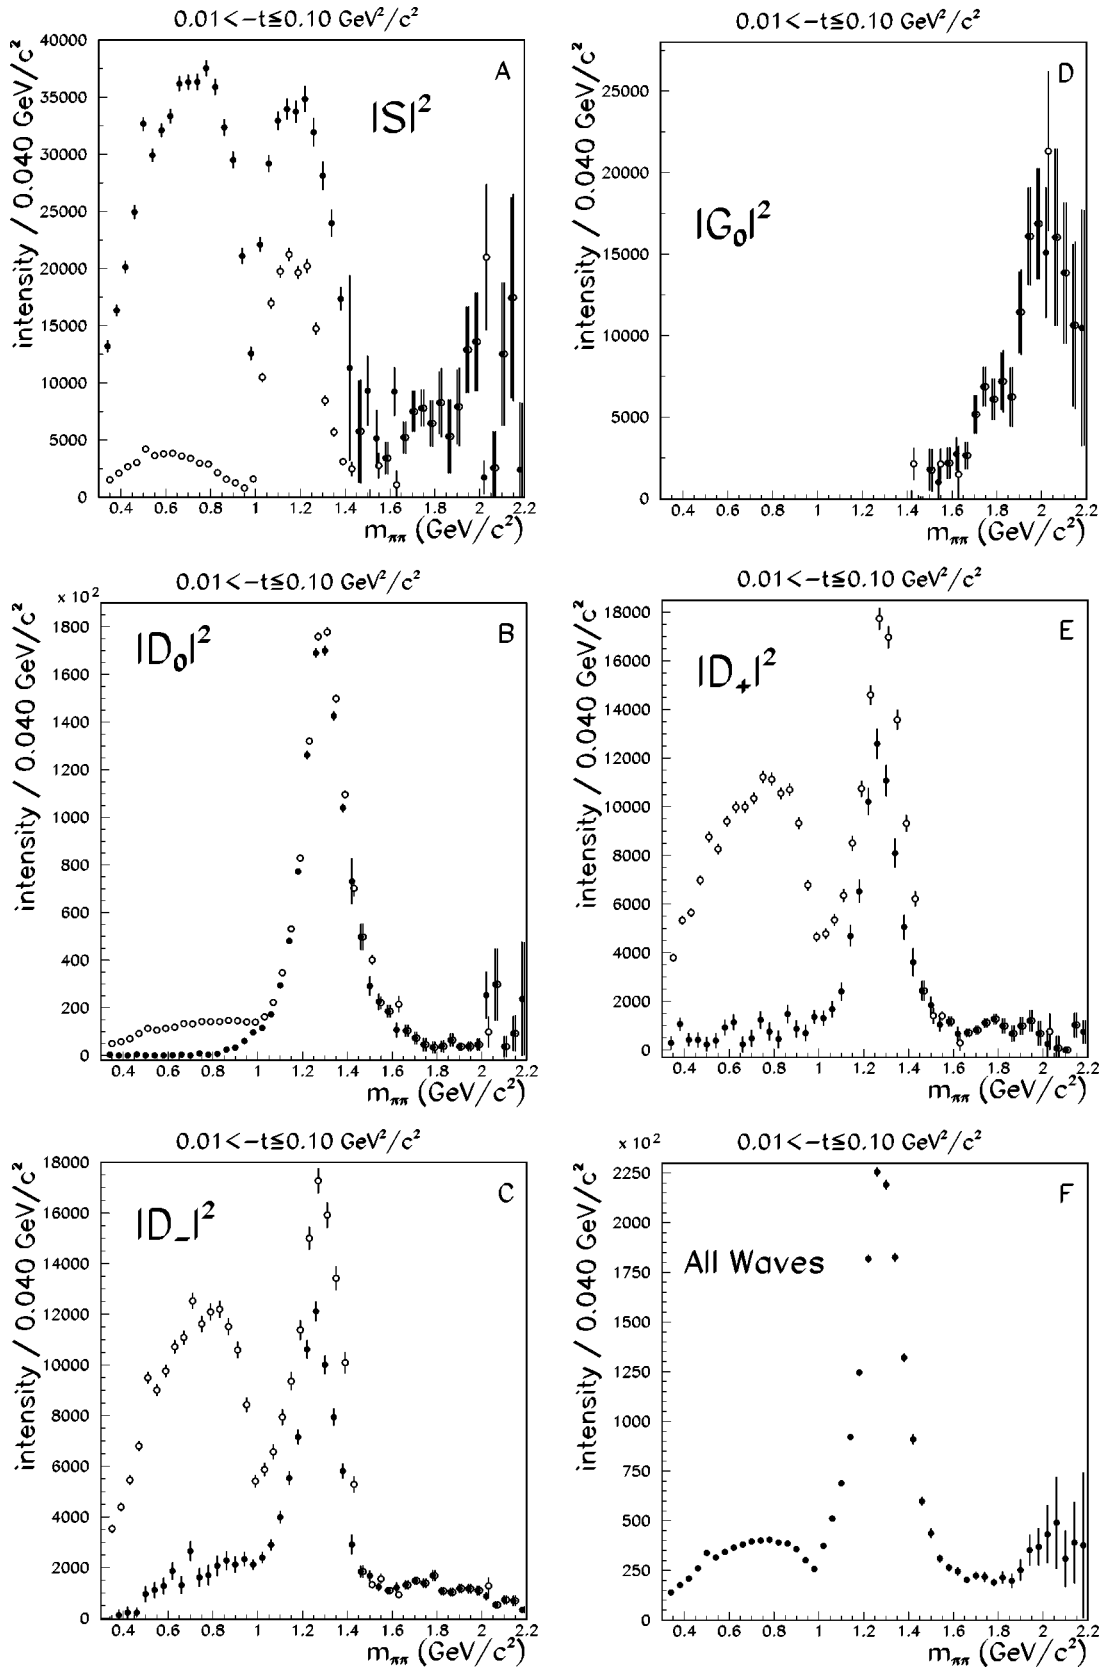 0.01<-t≦0.10 GeV²/c²
intensity / 0.040 GeV/c²
40000
35000
30000
25000
20000
15000
10000
5000
0
A
|S|²
0.4 0.6 0.8 1 1.2 1.4 1.6 1.8 2 2.2
mππ (GeV/c²)
0.01<-t≦0.10 GeV²/c²
intensity / 0.040 GeV/c²
25000
20000
15000
10000
5000
0
D
|G₀|²
0.4 0.6 0.8 1 1.2 1.4 1.6 1.8 2 2.2
mππ (GeV/c²)
0.01<-t≦0.10 GeV²/c²
x 10²
intensity / 0.040 GeV/c²
1800
1600
1400
1200
1000
800
600
400
200
0
B
|D₀|²
0.4 0.6 0.8 1 1.2 1.4 1.6 1.8 2 2.2
mππ (GeV/c²)
0.01<-t≦0.10 GeV²/c²
intensity / 0.040 GeV/c²
18000
16000
14000
12000
10000
8000
6000
4000
2000
0
E
|D₊|²
0.4 0.6 0.8 1 1.2 1.4 1.6 1.8 2 2.2
mππ (GeV/c²)
0.01<-t≦0.10 GeV²/c²
intensity / 0.040 GeV/c²
18000
16000
14000
12000
10000
8000
6000
4000
2000
0
C
|D₋|²
0.4 0.6 0.8 1 1.2 1.4 1.6 1.8 2 2.2
mππ (GeV/c²)
x 10²
0.01<-t≦0.10 GeV²/c²
intensity / 0.040 GeV/c²
2250
2000
1750
1500
1250
1000
750
500
250
0
F
All Waves
0.4 0.6 0.8 1 1.2 1.4 1.6 1.8 2 2.2
mππ (GeV/c²)